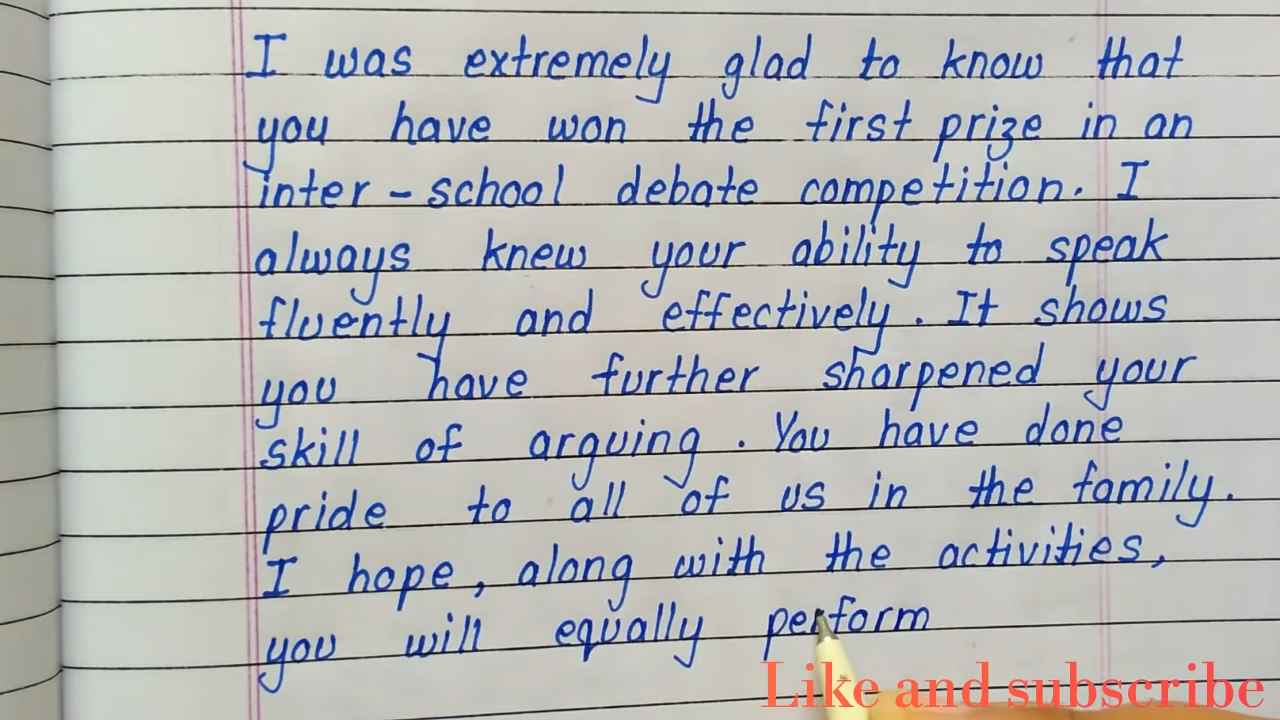 I was extremely glad to know that
you have won the first prize in an
inter-school debate competition. I
always knew your ability to speak
fluently and effectively. It shows
you have further sharpened your
skill of arguing. You have done
pride to all of us in the family.
I hope, along with the activities,
you will equally perform
Like and subscribe